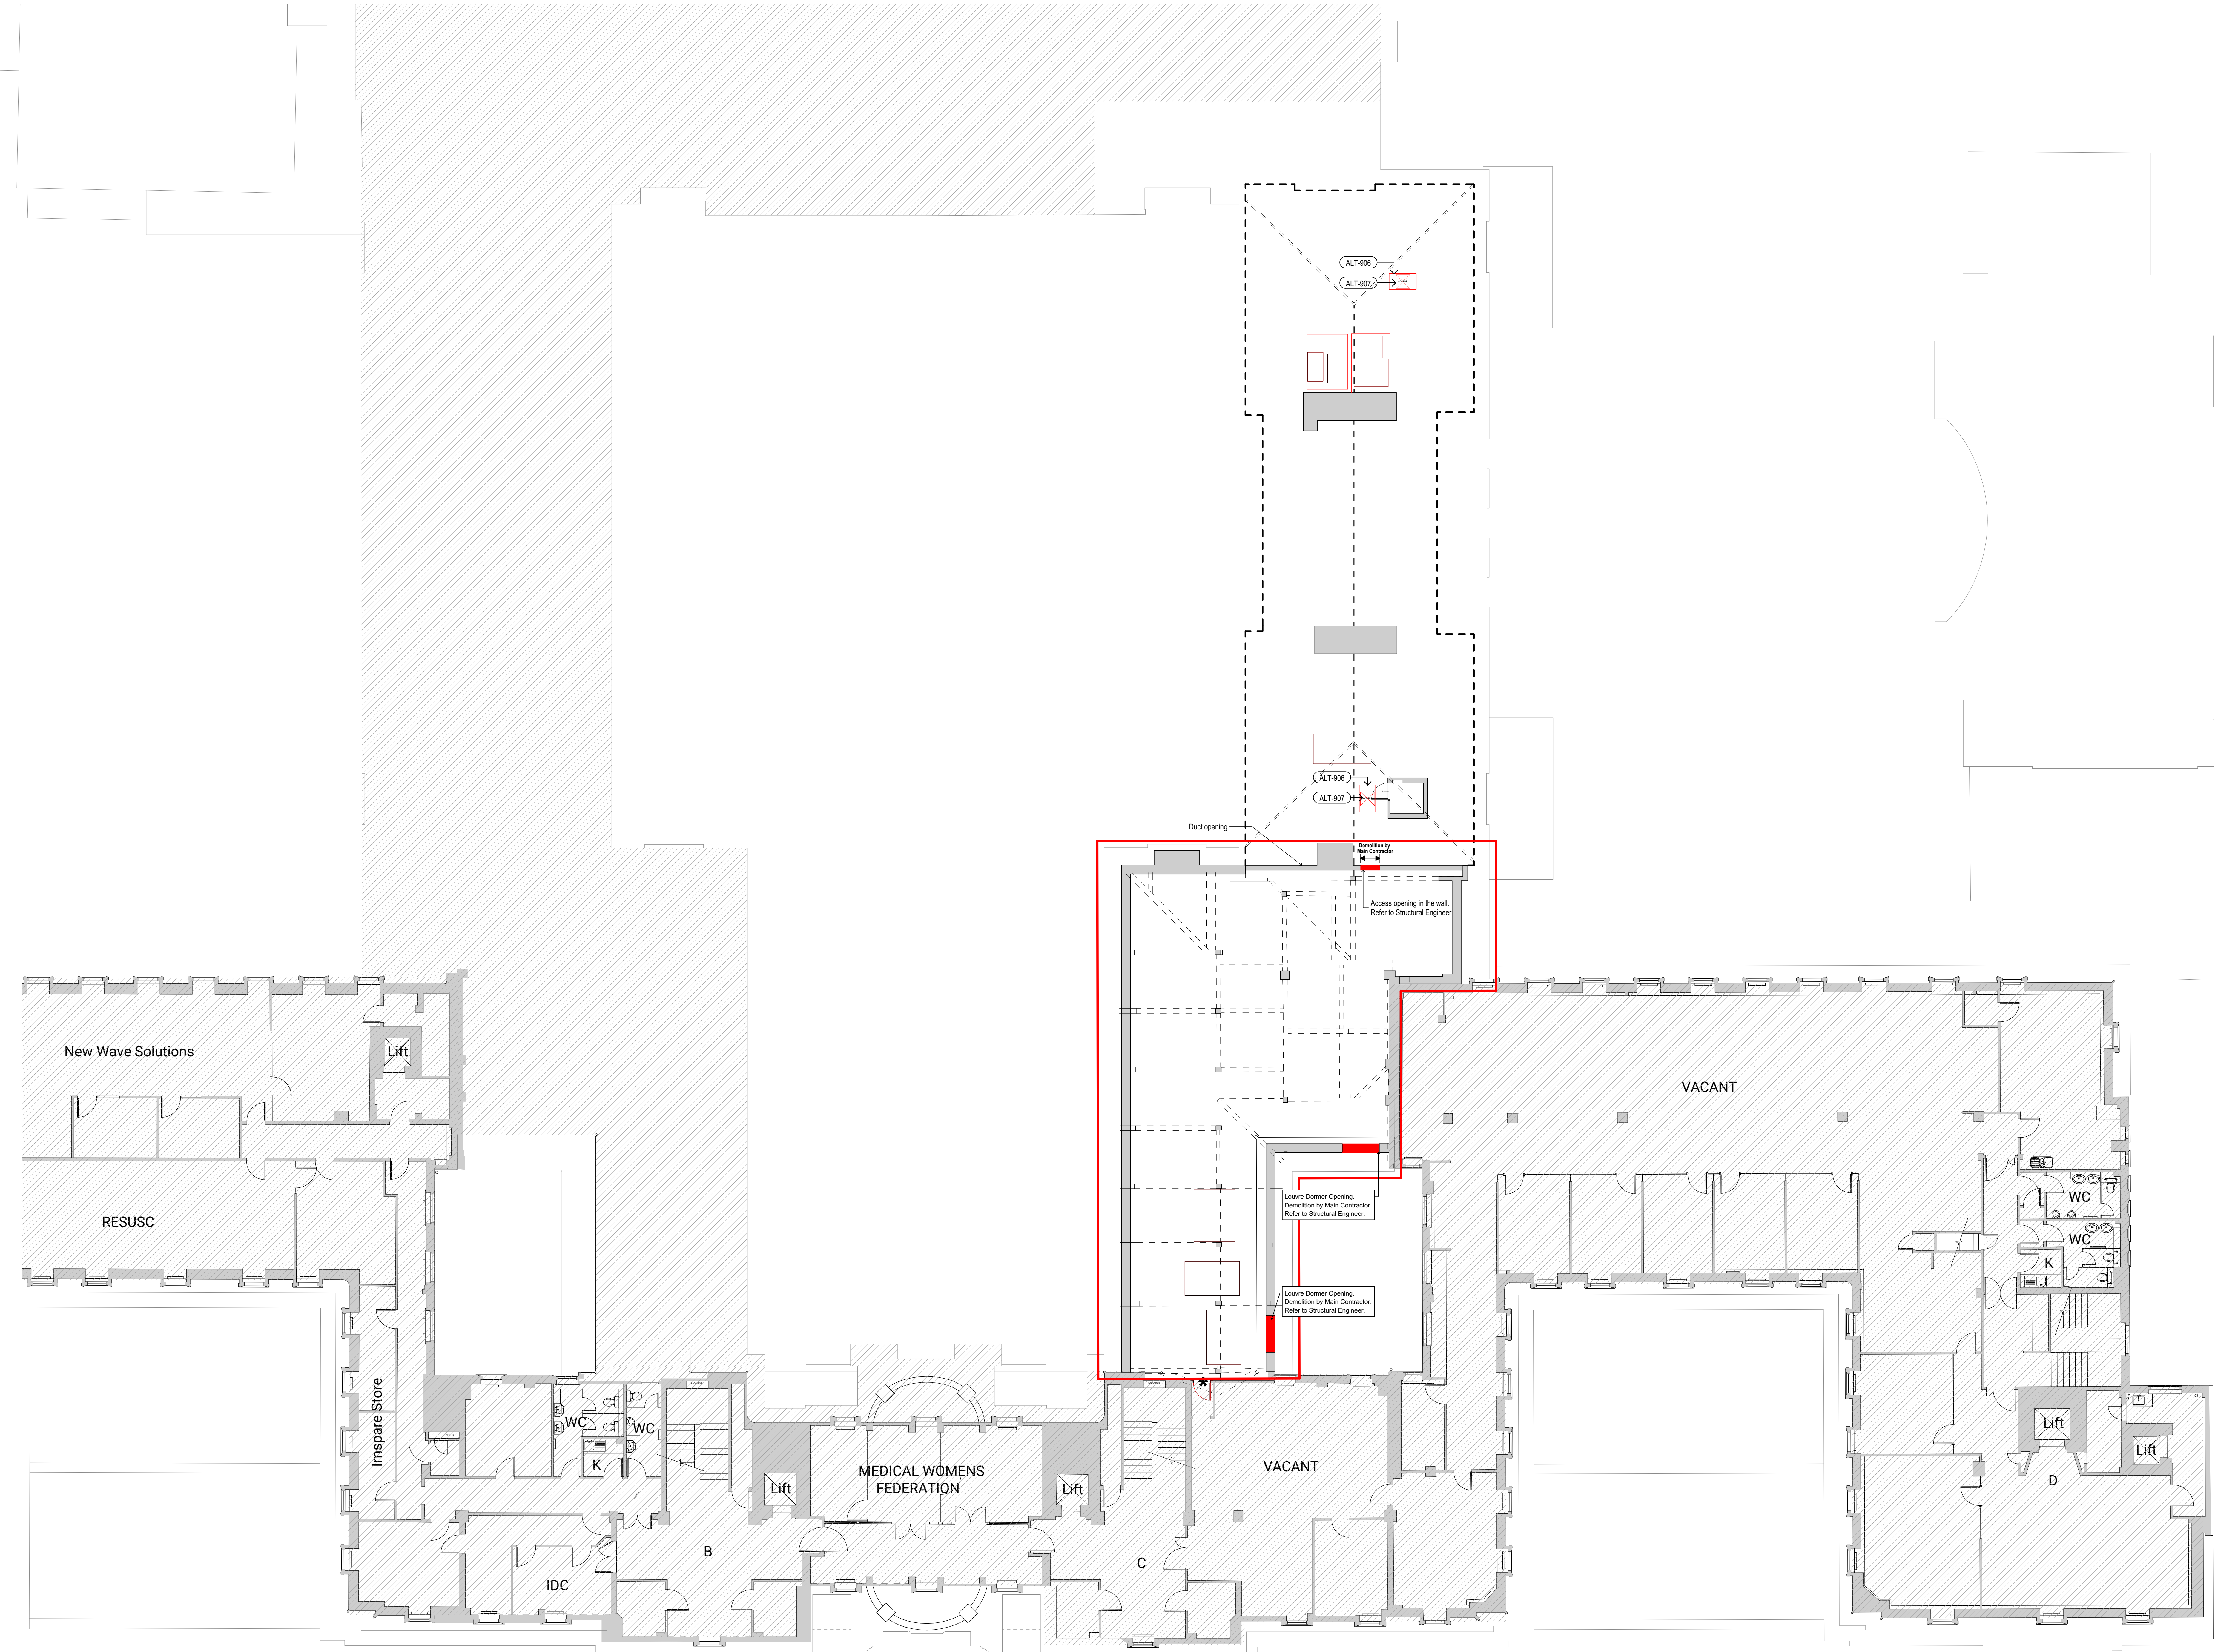 ALT-906
ALT-907
ALT-906
ALT-907
Duct opening
Demolition by
Main Contractor
Access opening in the wall.
Refer to Structural Engineer
New Wave Solutions
Lift
VACANT
RESUSC
Louvre Dormer Opening.
Demolition by Main Contractor.
Refer to Structural Engineer.
WC
WC
K
Louvre Dormer Opening.
Demolition by Main Contractor.
Refer to Structural Engineer.
*
Imspare Store
WC
WC
K
Lift
MEDICAL WOMENS
FEDERATION
Lift
VACANT
Lift
Lift
D
B
C
IDC